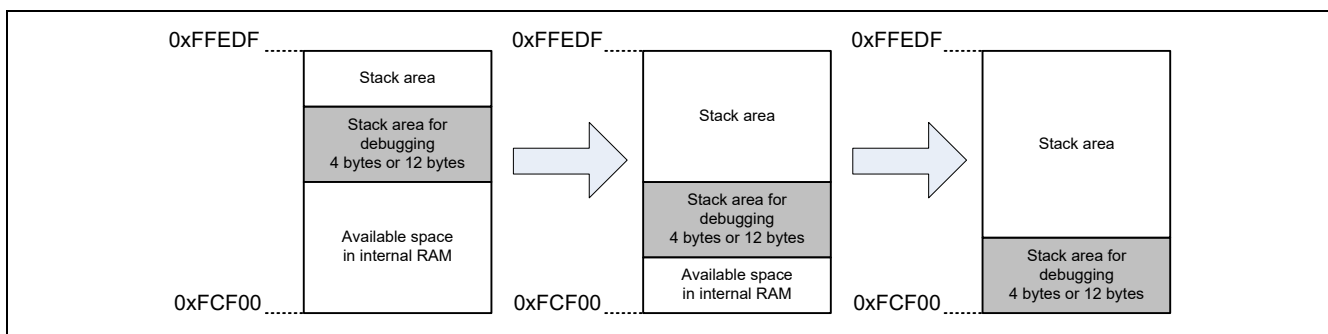 0xFFEDF
Stack area
Stack area for
debugging
4 bytes or 12 bytes
Available space
in internal RAM
0xFCF00
0xFFEDF
Stack area
Stack area for
debugging
4 bytes or 12 bytes
Available space
in internal RAM
0xFCF00
0xFFEDF
Stack area
Stack area for
debugging
4 bytes or 12 bytes
0xFCF00